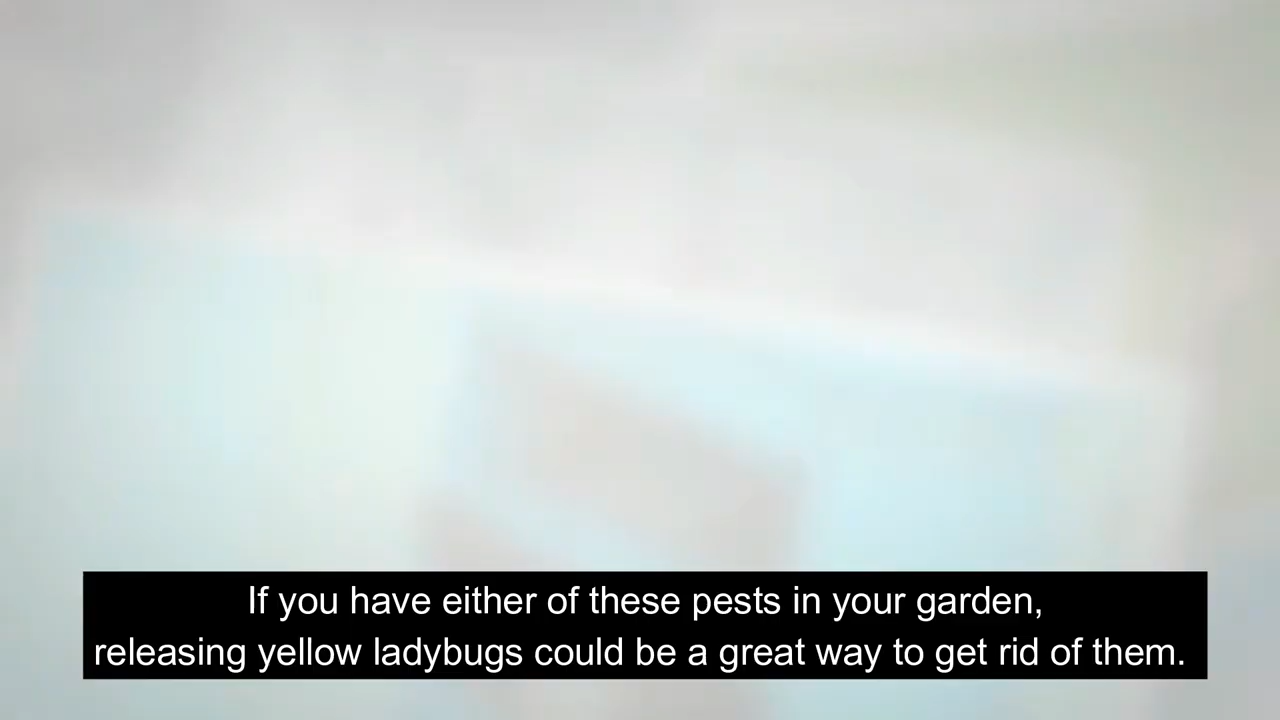 If you have either of these pests in your garden,
releasing yellow ladybugs could be a great way to get rid of them.